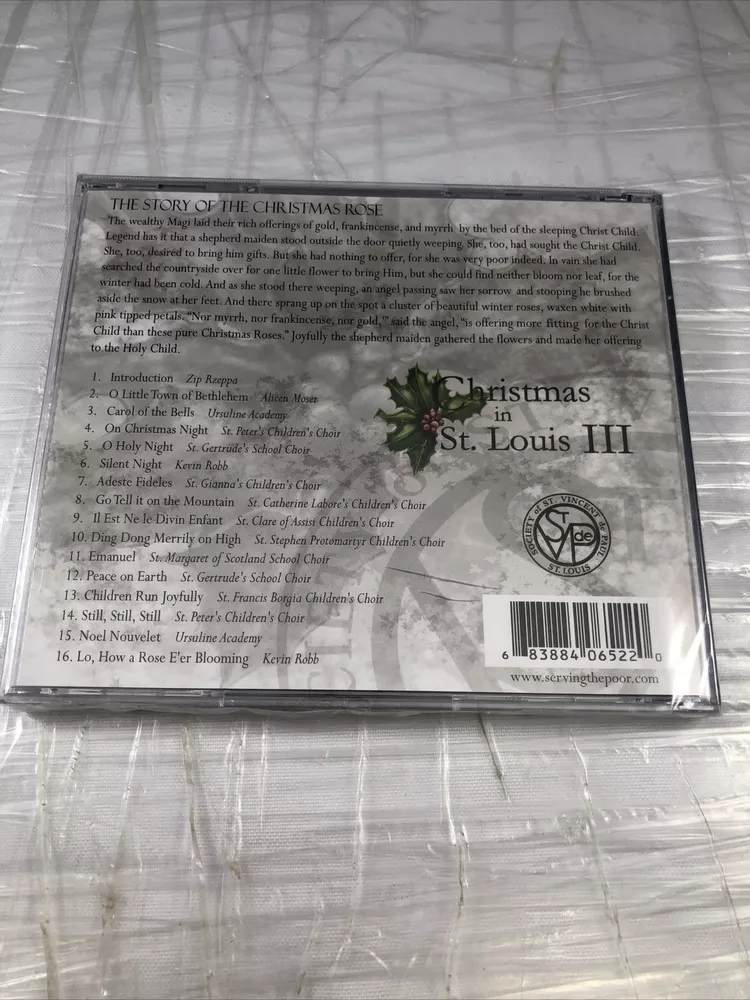 THE STORY OF THE CHRISTMAS ROSE
The wealthy Magi laid their rich offerings of gold, frankincense, and myrrh by the bed of the sleeping Christ Child.
Legend has it that a shepherd maiden stood outside the door quietly weeping. She, too, had sought the Christ Child.
She, too, desired to bring him gifts. But she had nothing to offer, for she was very poor indeed. In vain she had
searched the countryside over for one little flower to bring Him, but she could find neither bloom nor leaf, for the
winter had been cold. And as she stood there weeping, an angel passing saw her sorrow and stooping he brushed
aside the snow at her feet. And there sprang up on the spot a cluster of beautiful winter roses, waxen white with
pink tipped petals. "Nor myrrh, nor frankincense, nor gold,'" said the angel, "is offering more fitting for the Christ
Child than these pure Christmas Roses." Joyfully the shepherd maiden gathered the flowers and made her offering
to the Holy Child.
1. Introduction Zip Rzeppa
2. O Little Town of Bethlehem Aliceen Moser
3. Carol of the Bells Ursuline Academy
4. On Christmas Night St. Peter's Children's Choir
5. O Holy Night St. Gertrude's School Choir
6. Silent Night Kevin Robb
7. Adeste Fideles St. Gianna's Children's Choir
8. Go Tell it on the Mountain St. Catherine Labore's Children's Choir
9. Il Est Ne le Divin Enfant St. Clare of Assisi Children's Choir
10. Ding Dong Merrily on High St. Stephen Protomartyr Children's Choir
11. Emanuel St. Margaret of Scotland School Choir
12. Peace on Earth St. Gertrude's School Choir
13. Children Run Joyfully St. Francis Borgia Children's Choir
14. Still, Still, Still St. Peter's Children's Choir
15. Noel Nouvelet Ursuline Academy
16. Lo, How a Rose E'er Blooming Kevin Robb
Christmas
in
St. Louis III
SOCIETY of ST. VINCENT de PAUL
ST. LOUIS
St V de P
6 83884 06522 0
www.servingthepoor.com